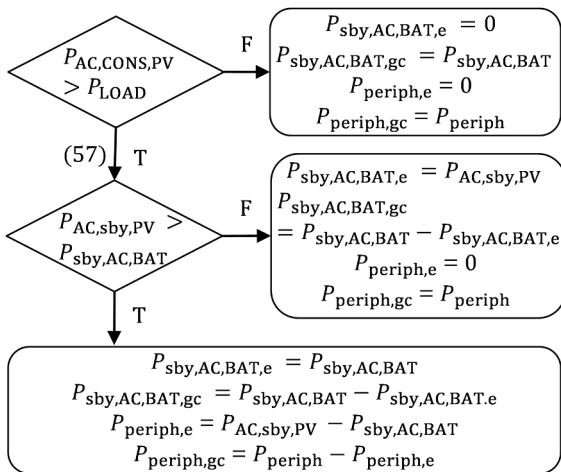 P_AC,CONS,PV
> P_LOAD
F
P_sby,AC,BAT,e = 0
P_sby,AC,BAT,gc = P_sby,AC,BAT
P_periph,e = 0
P_periph,gc = P_periph
(57) T
P_AC,sby,PV >
P_sby,AC,BAT
F
P_sby,AC,BAT,e = P_AC,sby,PV
P_sby,AC,BAT,gc
= P_sby,AC,BAT − P_sby,AC,BAT,e
P_periph,e = 0
P_periph,gc = P_periph
T
P_sby,AC,BAT,e = P_sby,AC,BAT
P_sby,AC,BAT,gc = P_sby,AC,BAT − P_sby,AC,BAT.e
P_periph,e = P_AC,sby,PV − P_sby,AC,BAT
P_periph,gc = P_periph − P_periph,e